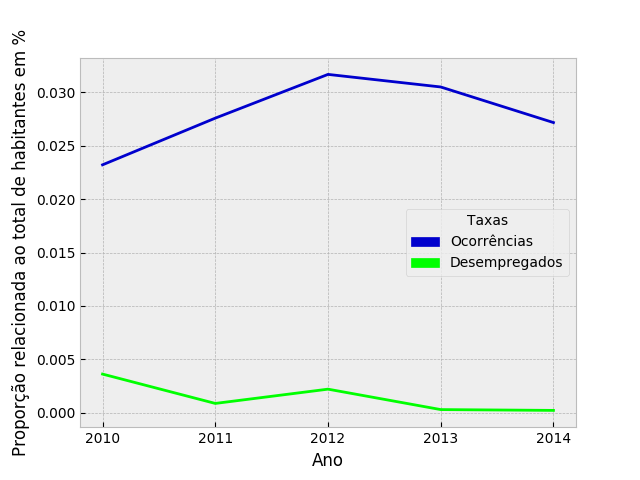 Proporção relacionada ao total de habitantes em %
0.030
0.025
0.020
0.015
0.010
0.005
0.000
Taxas
Ocorrências
Desempregados
2010 2011 2012 2013 2014
Ano